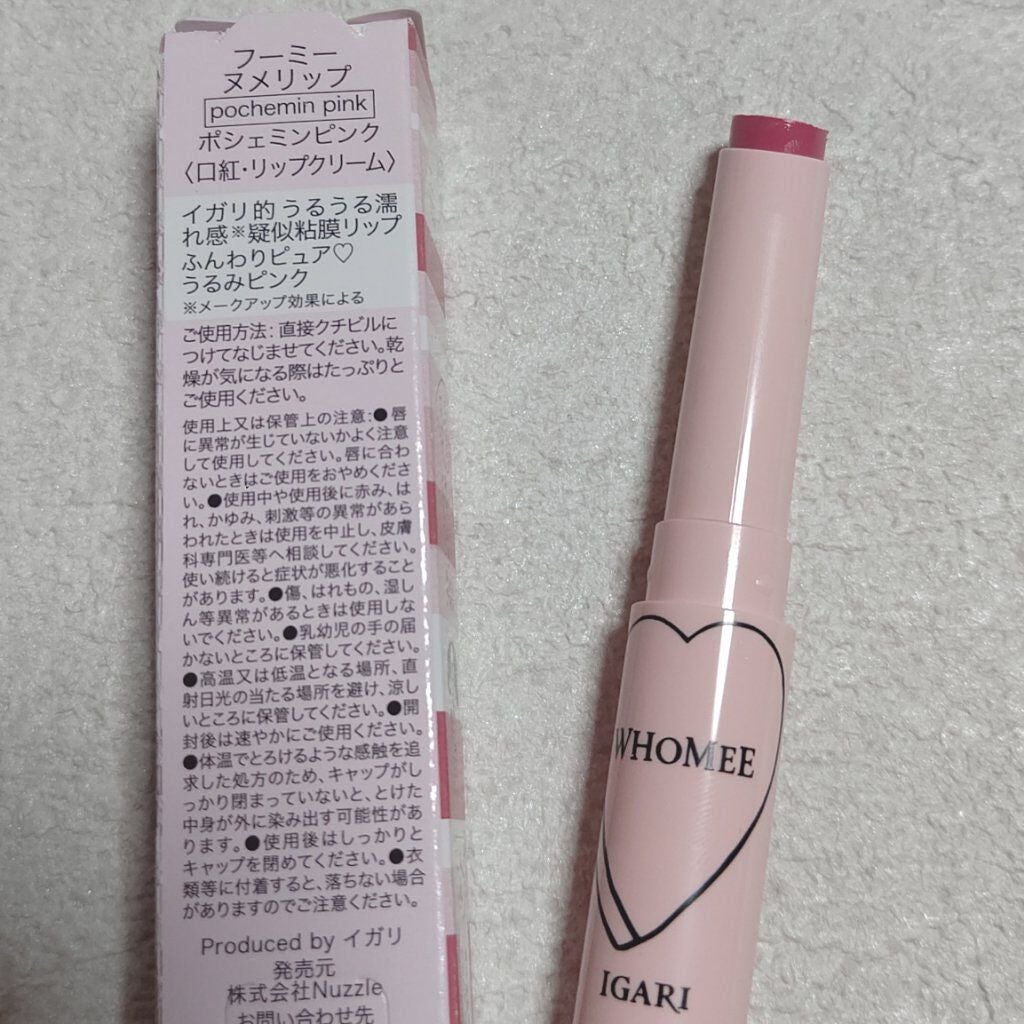 フーミー
ヌメリップ
pochemin pink
ポシェミンピンク
〈口紅・リップクリーム〉
イガリ的うるうる濡
れ感※疑似粘膜リップ
ふんわりピュア♡
うるみピンク
※メークアップ効果による
ご使用方法：直接クチビルに
つけてなじませてください。乾
燥が気になる際はたっぷりと
ご使用ください。
使用上又は保管上の注意：●唇
に異常が生じていないかよく注意
して使用してください。唇に合わ
ないときはご使用をおやめくださ
い。●使用中や使用後に赤み、は
れ、かゆみ、刺激等の異常があら
われたときは使用を中止し、皮膚
科専門医等へ相談してください。
使い続けると症状が悪化すること
があります。●傷、はれもの、湿し
ん等異常があるときは使用しな
いでください。●乳幼児の手の届
かないところに保管してください。
●高温又は低温となる場所、直
射日光の当たる場所を避け、涼し
いところに保管してください。●開
封後は速やかにご使用ください。
●体温でとろけるような感触を追
求した処方のため、キャップがし
っかり閉まっていないと、とけた
中身が外に染み出す可能性があ
ります。●使用後はしっかりと
キャップを閉めてください。●衣
類等に付着すると、落ちない場合
がありますのでご注意ください。
Produced by イガリ
発売元
株式会社Nuzzle
お問い合わせ先
WHOMEE
IGARI